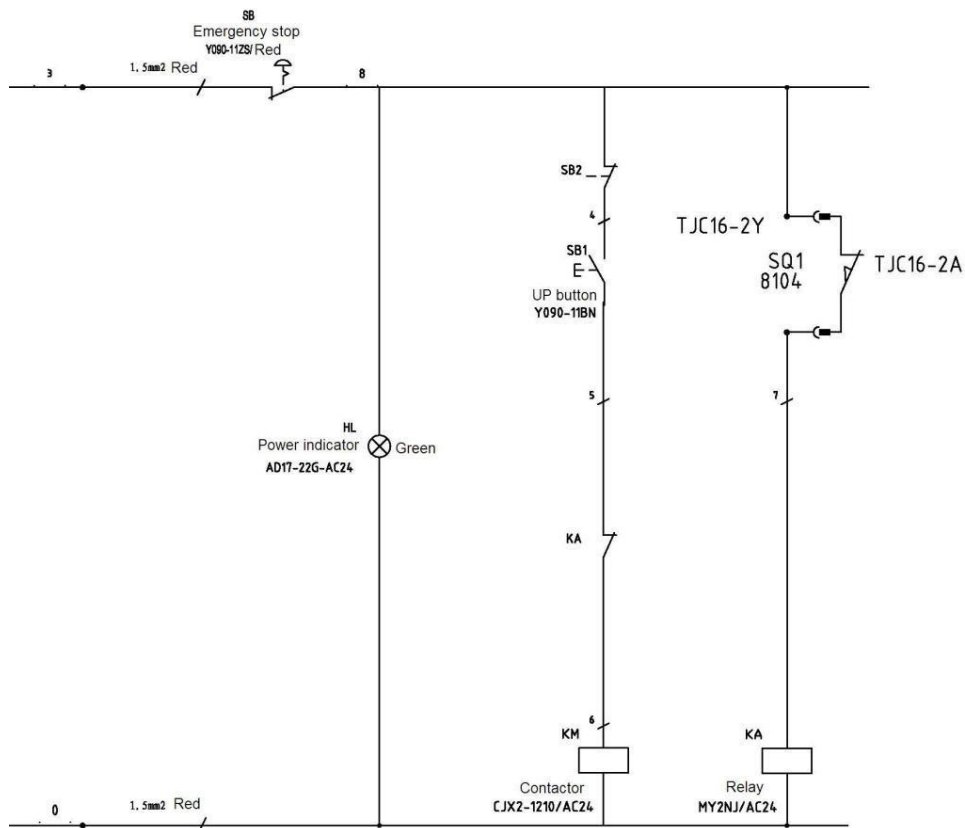 SB
Emergency stop
Y090-11ZS/ Red
3
1.5mm2 Red
8
SB2
4
TJC16-2Y
SB1
SQ1
8104
TJC16-2A
UP button
Y090-11BN
5
7
HL
Power indicator
Green
AD17-22G-AC24
KA
6
KM
KA
Contactor
CJX2-1210/AC24
Relay
MY2NJ/AC24
0
1.5mm2 Red